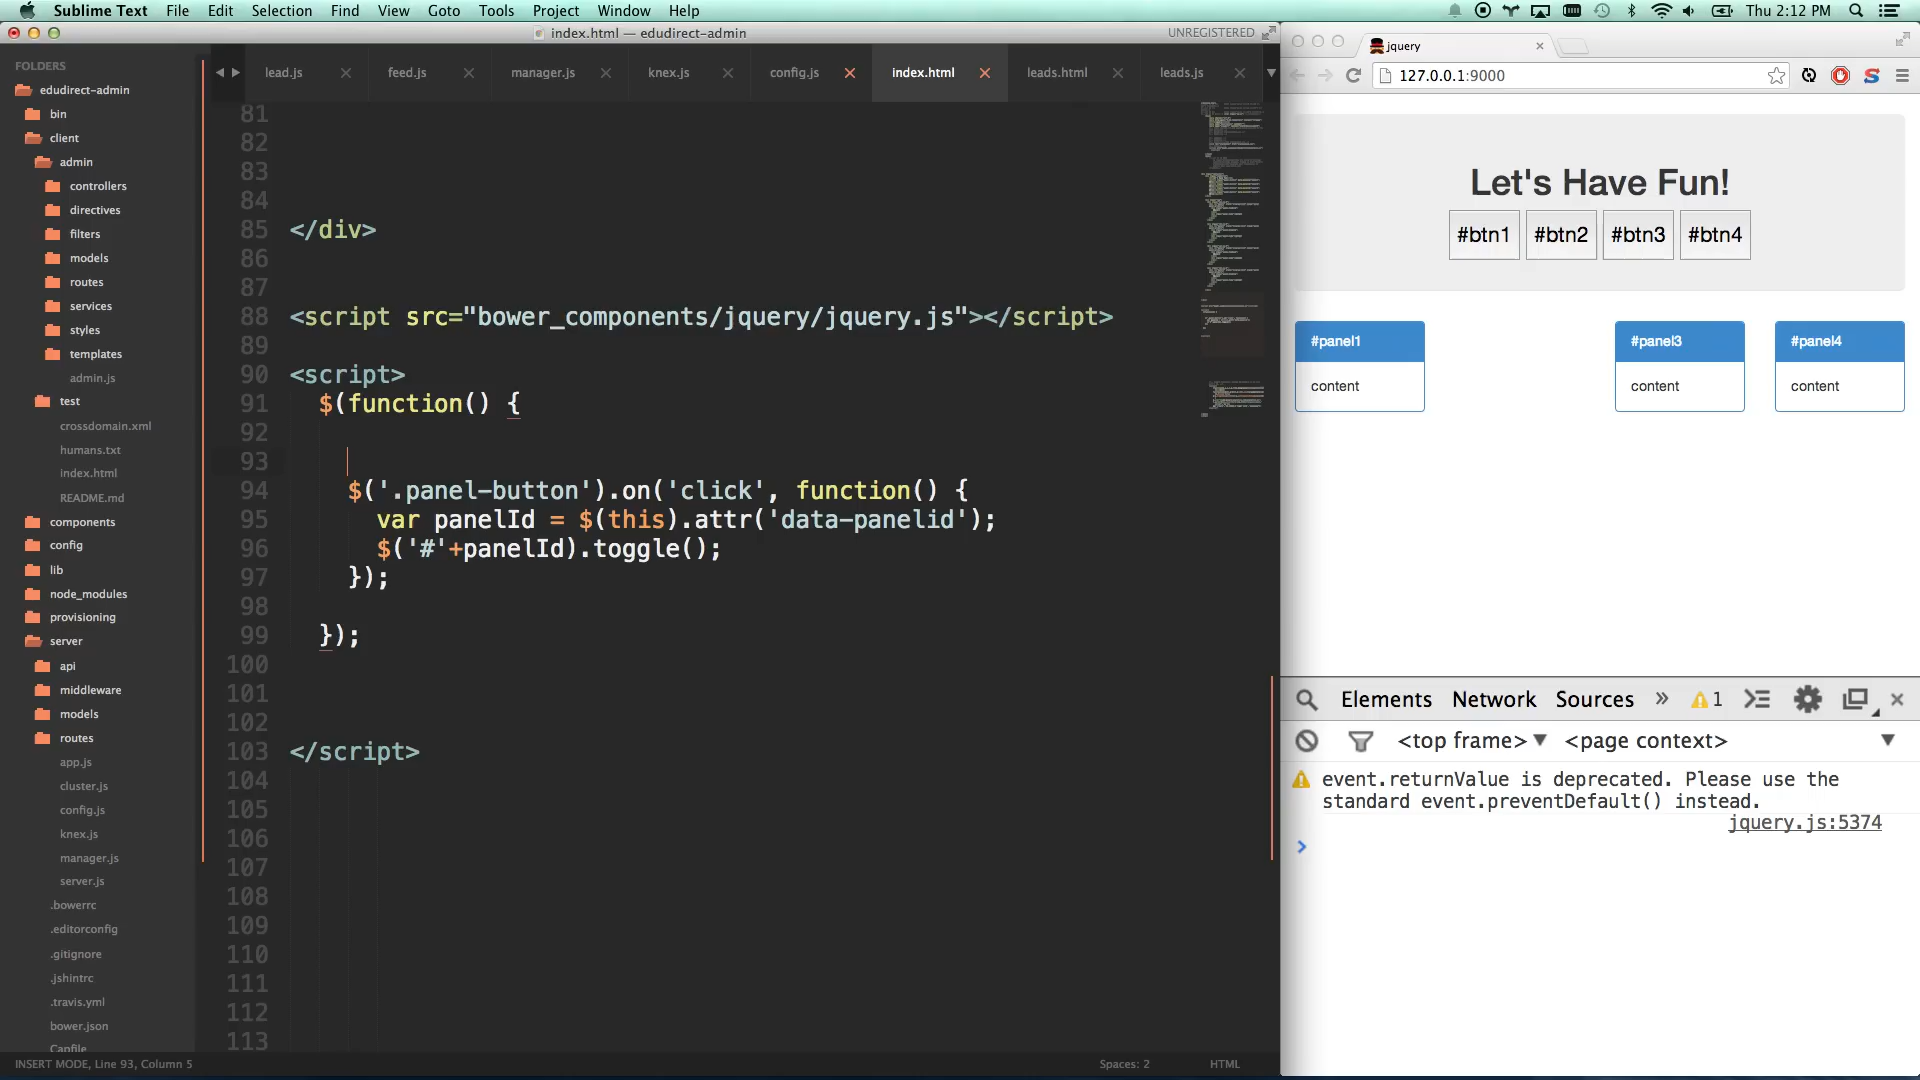 Sublime Text File Edit Selection Find View Goto Tools Project Window Help Thu 2:12 PM
index.html — edudirect-admin UNREGISTERED
FOLDERS
edudirect-admin
bin
client
admin
controllers
directives
filters
models
routes
services
styles
templates
admin.js
test
crossdomain.xml
humans.txt
index.html
README.md
components
config
lib
node_modules
provisioning
server
api
middleware
models
routes
app.js
cluster.js
config.js
knex.js
manager.js
server.js
.bowerrc
.editorconfig
.gitignore
.jshintrc
.travis.yml
bower.json
Capfile
lead.js feed.js manager.js knex.js config.js index.html leads.html leads.js
81
82
83
84
85 </div>
86
87
88 <script src="bower_components/jquery/jquery.js"></script>
89
90 <script>
91 $(function() {
92
93
94 $('.panel-button').on('click', function() {
95 var panelId = $(this).attr('data-panelid');
96 $('#'+panelId).toggle();
97 });
98
99 });
100
101
102
103 </script>
104
105
106
107
108
109
110
111
112
113
INSERT MODE, Line 93, Column 5 Spaces: 2 HTML
jquery
127.0.0.1:9000
Let's Have Fun!
#btn1 #btn2 #btn3 #btn4
#panel1 #panel3 #panel4
content content content
Elements Network Sources » 1
<top frame> <page context>
event.returnValue is deprecated. Please use the
standard event.preventDefault() instead.
jquery.js:5374